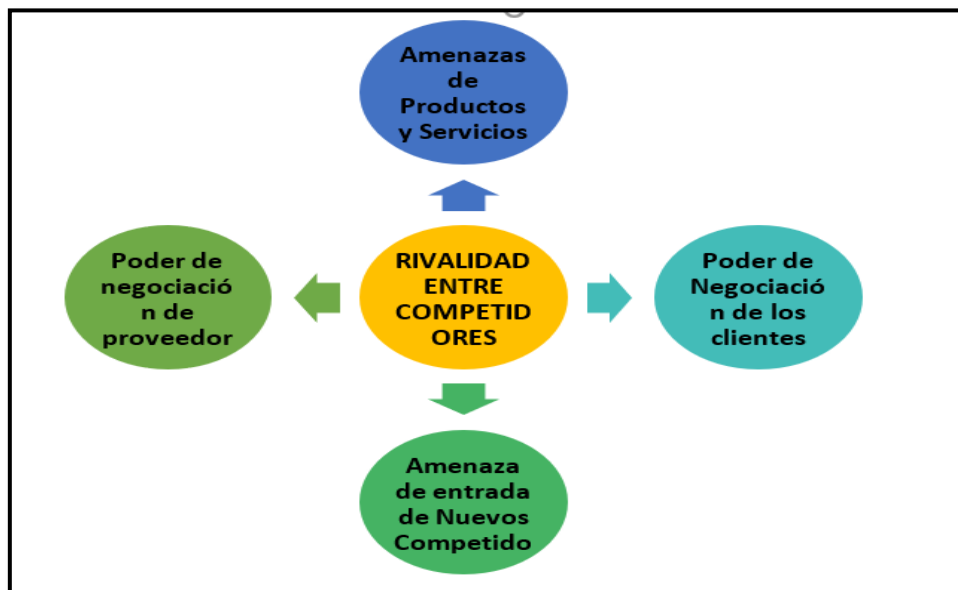 Amenazas
de
Productos
y Servicios
Poder de
negociació
n de
proveedor
RIVALIDAD
ENTRE
COMPETID
ORES
Poder de
Negociació
n de los
clientes
Amenaza
de entrada
de Nuevos
Competido